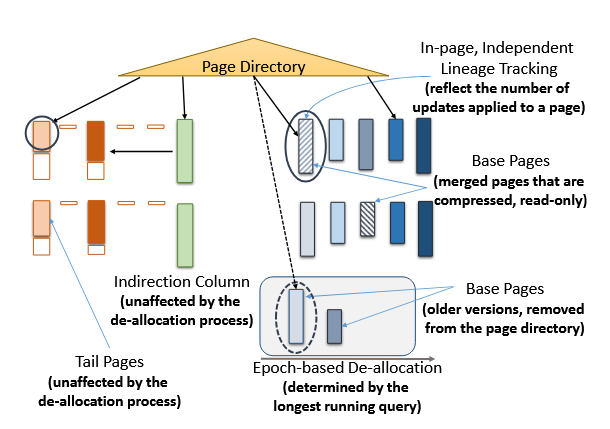 Page Directory
In-page, Independent
Lineage Tracking
(reflect the number of
updates applied to a page)
Base Pages
(merged pages that are
compressed, read-only)
Indirection Column
(unaffected by the
de-allocation process)
Base Pages
(older versions, removed
from the page directory)
Tail Pages
(unaffected by the
de-allocation process)
Epoch-based De-allocation
(determined by the
longest running query)